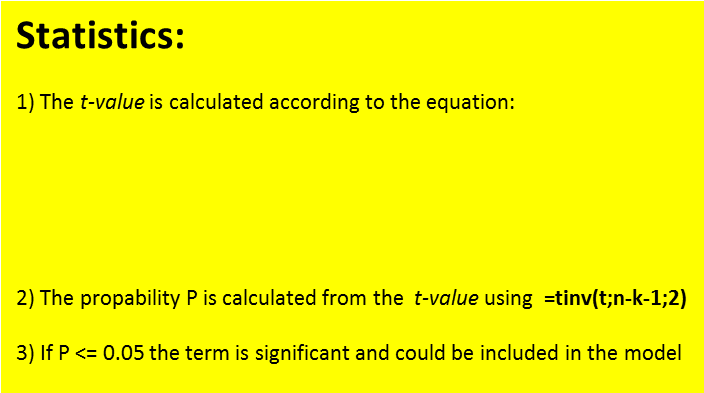 Statistics:
1) The t-value is calculated according to the equation:
2) The propability P is calculated from the t-value using =tinv(t;n-k-1;2)
3) If P <= 0.05 the term is significant and could be included in the model